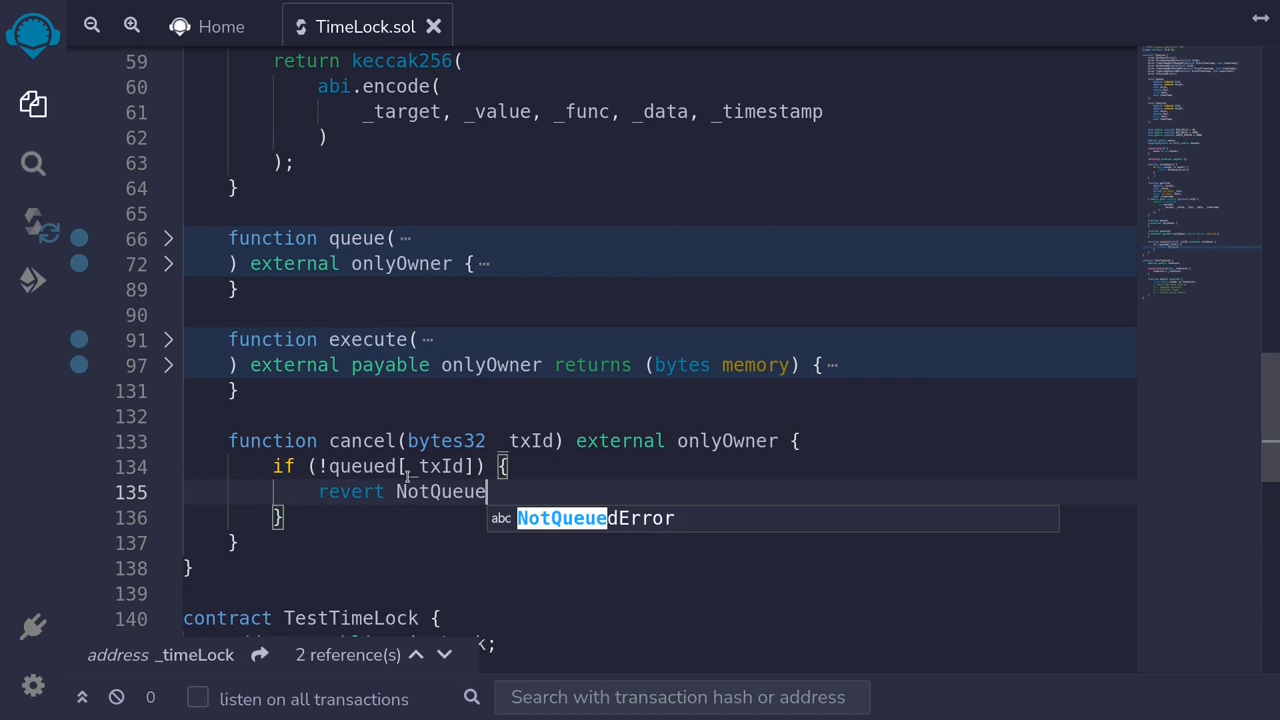 Home
TimeLock.sol
59 return keccak256(
60 abi.encode(
61 _target, _value, _func, _data, _timestamp
62 )
63 );
64 }
65
66 function queue(⋯
72 ) external onlyOwner {⋯
89 }
90
91 function execute(⋯
97 ) external payable onlyOwner returns (bytes memory) {⋯
131 }
132
133 function cancel(bytes32 _txId) external onlyOwner {
134 if (!queued[_txId]) {
135 revert NotQueue
abc NotQueuedError
136 }
137 }
138 }
139
140 contract TestTimeLock {
k;
address _timeLock 2 reference(s)
0 listen on all transactions Search with transaction hash or address